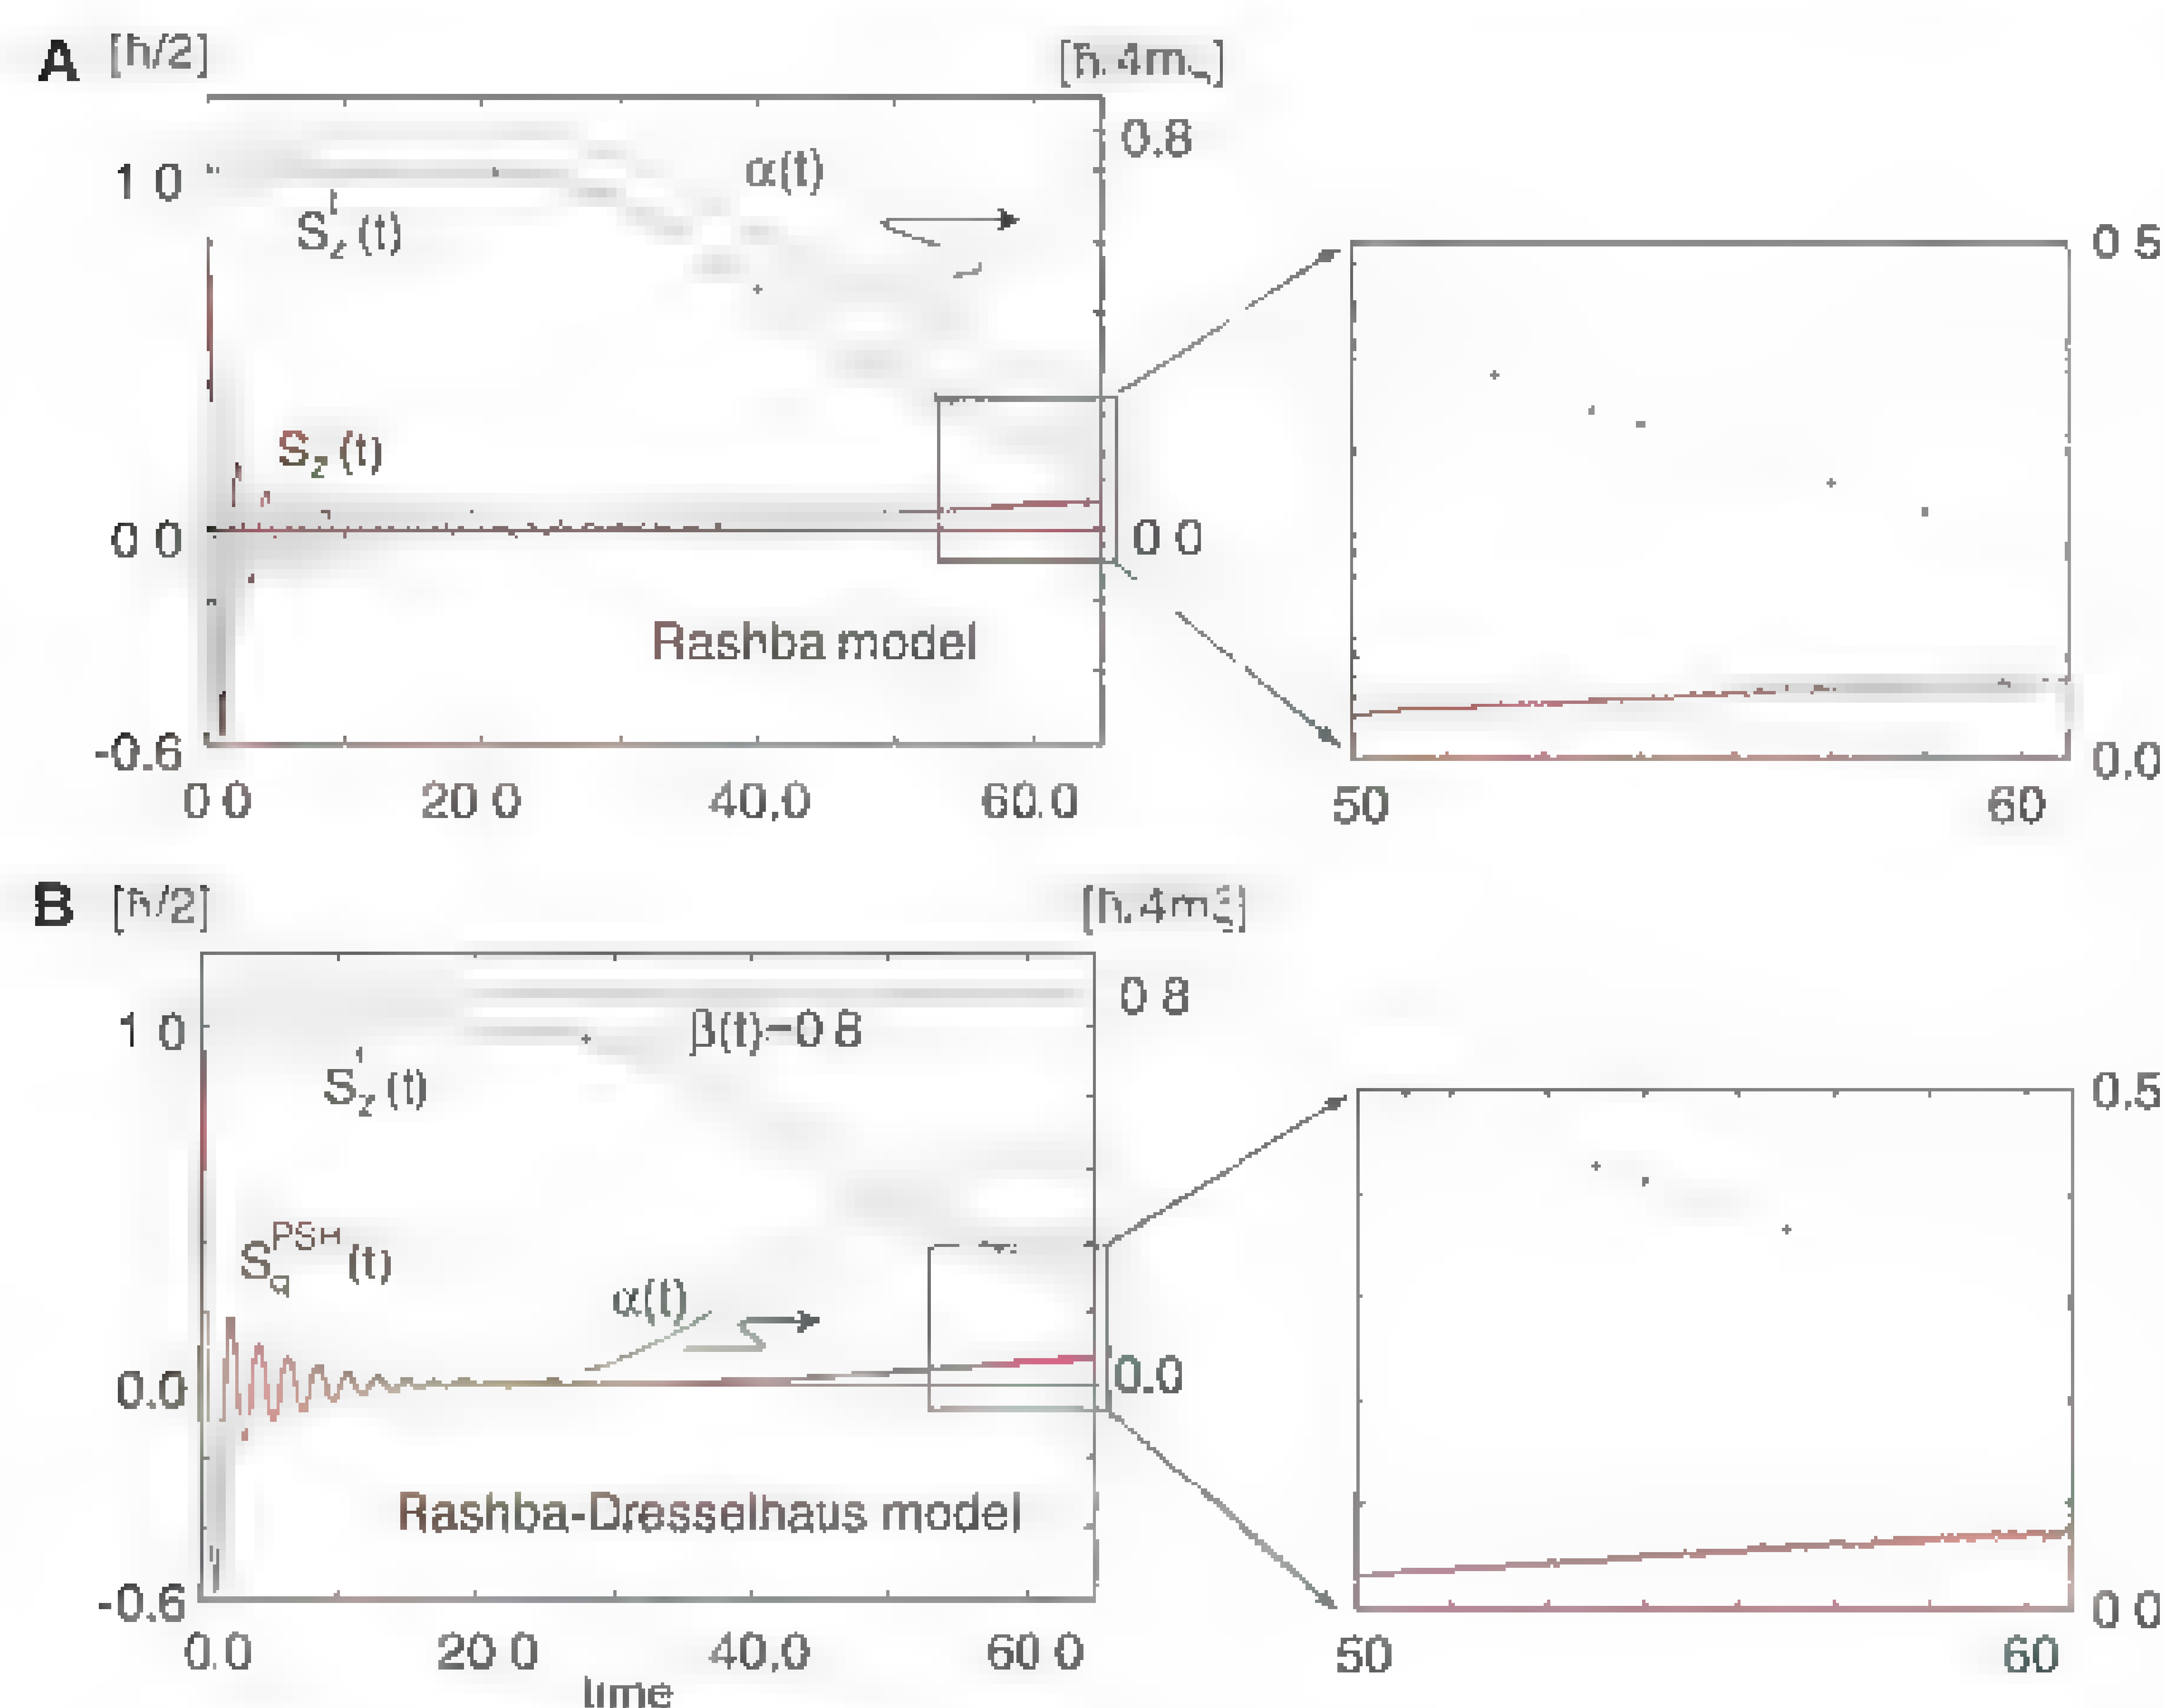 A [ħ/2]
0.8
α(t)
1 0
S (t)
0 5
S z (t)
0 0
0 0
Rashba model
-0.6
0.0
0 0
20 0
40,0
60.0
50
60
B [ħ/2]
0 8
β(t)-0 8
1 0
S z (t)
0.5
S q PSH (t)
α(t)
0.0
0.0
Rashba-Dresselhaus model
-0.6
0 0
0.0
20 0
40,0
60 0
50
60
time